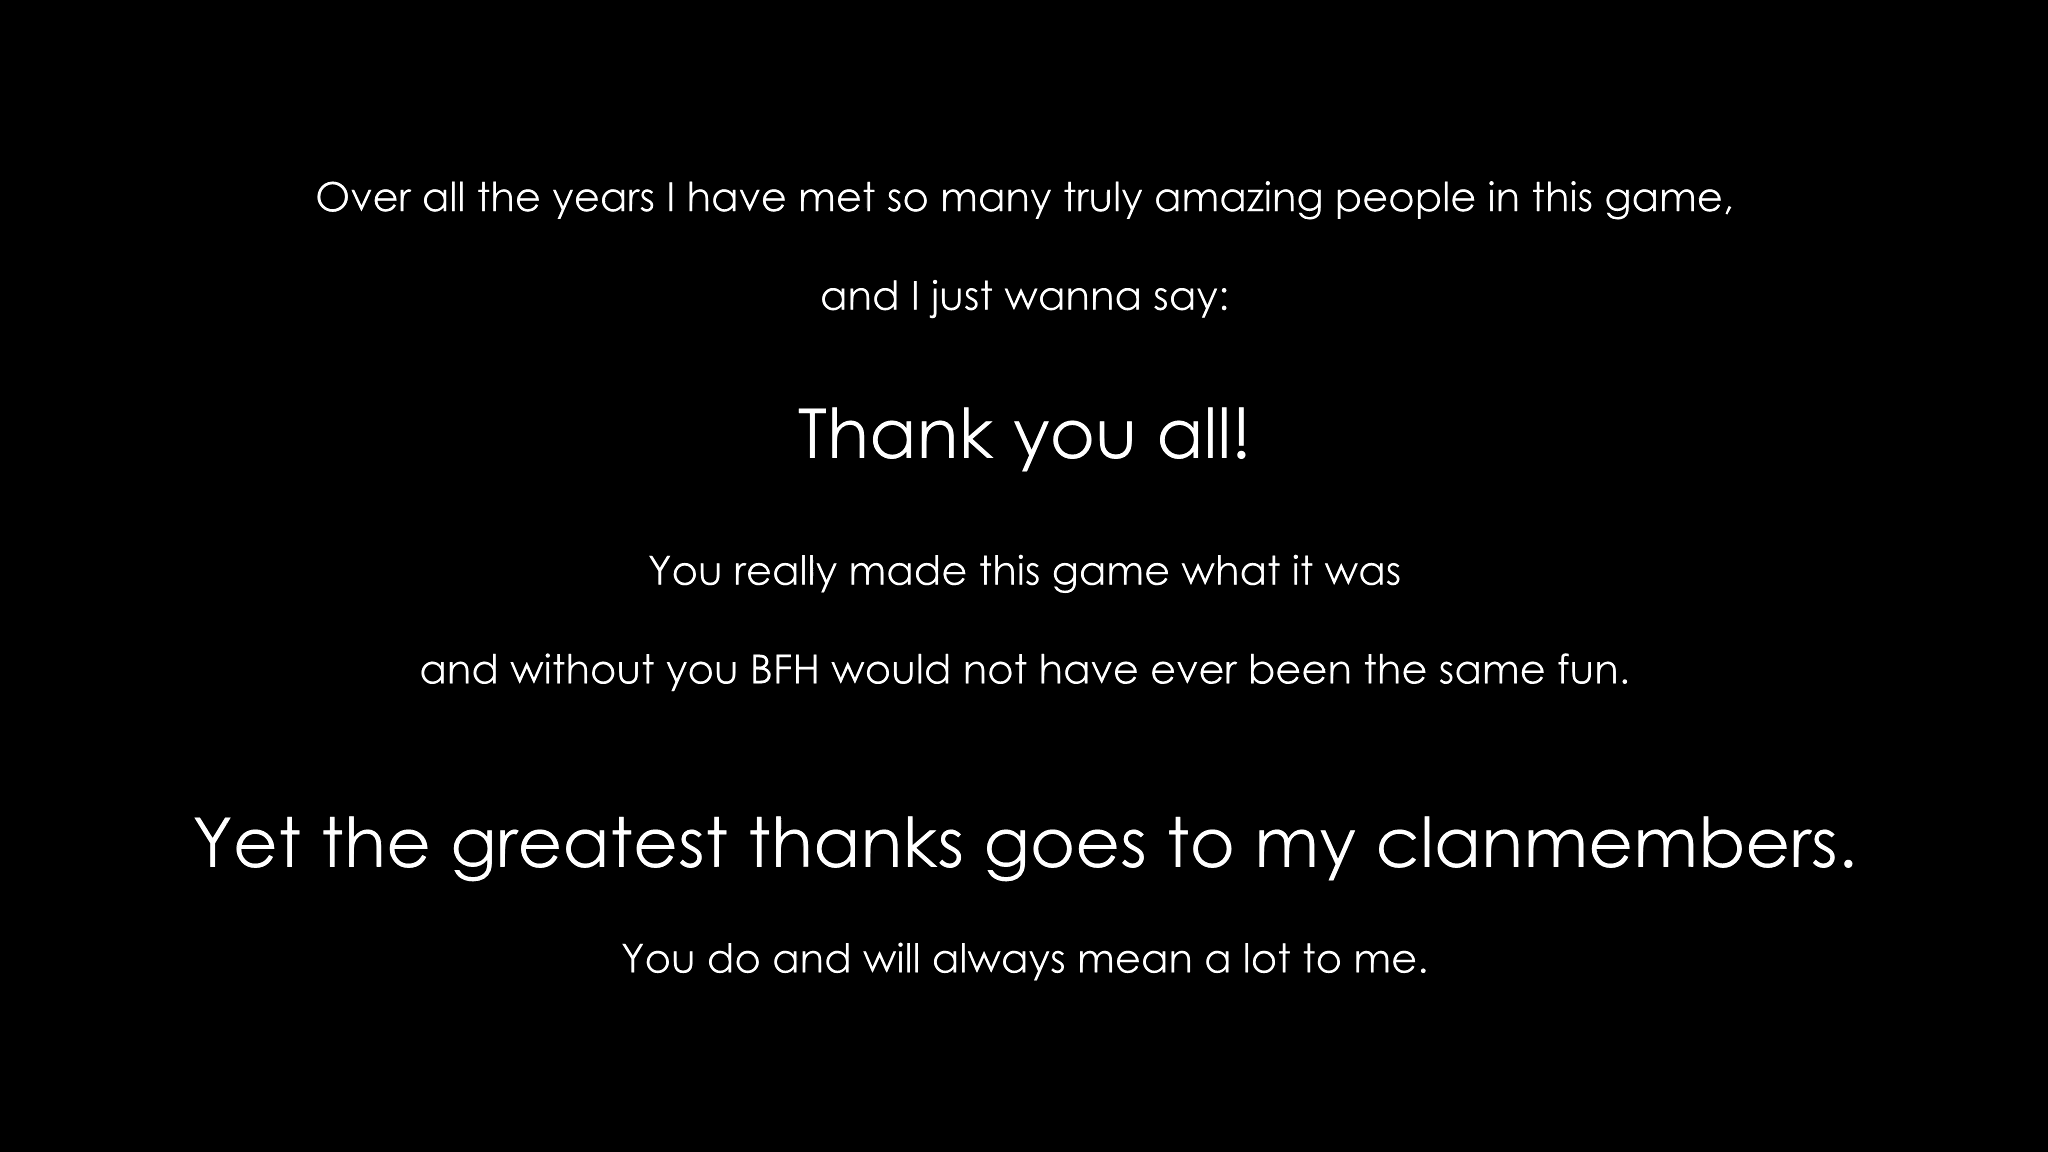 Over all the years I have met so many truly amazing people in this game,
and I just wanna say:
Thank you all!
You really made this game what it was
and without you BFH would not have ever been the same fun.
Yet the greatest thanks goes to my clanmembers.
You do and will always mean a lot to me.